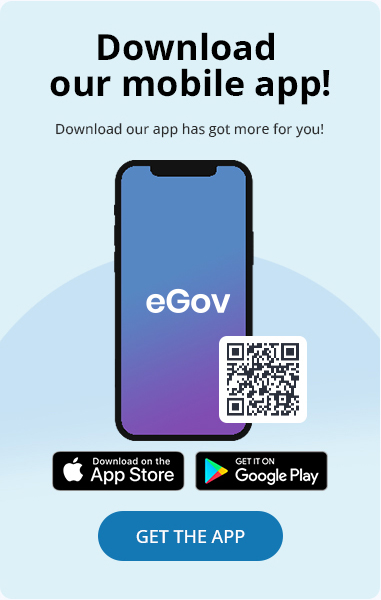 Download
our mobile app!
Download our app has got more for you!
eGov
Download on the
App Store
GET IT ON
Google Play
GET THE APP